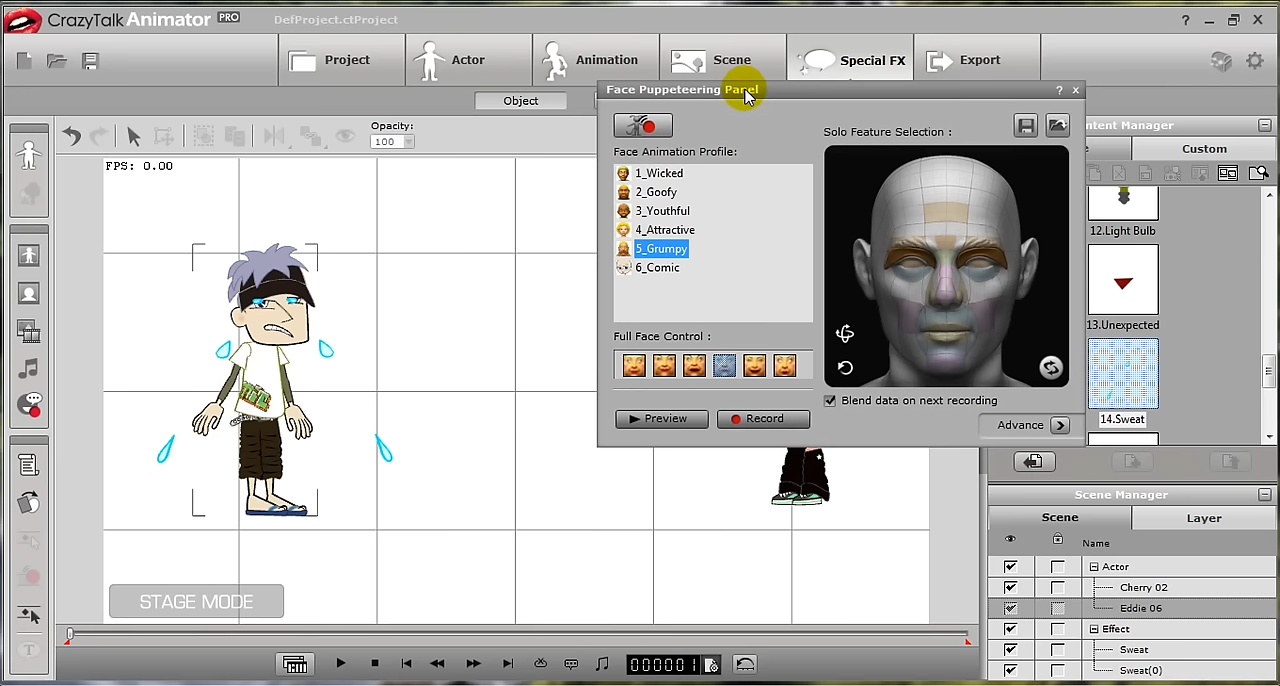 CrazyTalk Animator PRO
DefProject.ctProject
Project
Actor
Animation
Scene
Special FX
Export
Object
Opacity:
100
FPS: 0.00
Face Puppeteering Panel
Face Animation Profile:
1_Wicked
2_Goofy
3_Youthful
4_Attractive
5_Grumpy
6_Comic
Full Face Control :
Preview
Record
Solo Feature Selection :
Blend data on next recording
Advance
ntent Manager
Custom
12.Light Bulb
13.Unexpected
14.Sweat
Scene Manager
Scene
Layer
Name
Actor
Cherry 02
Eddie 06
Effect
Sweat
Sweat(0)
STAGE MODE
000001